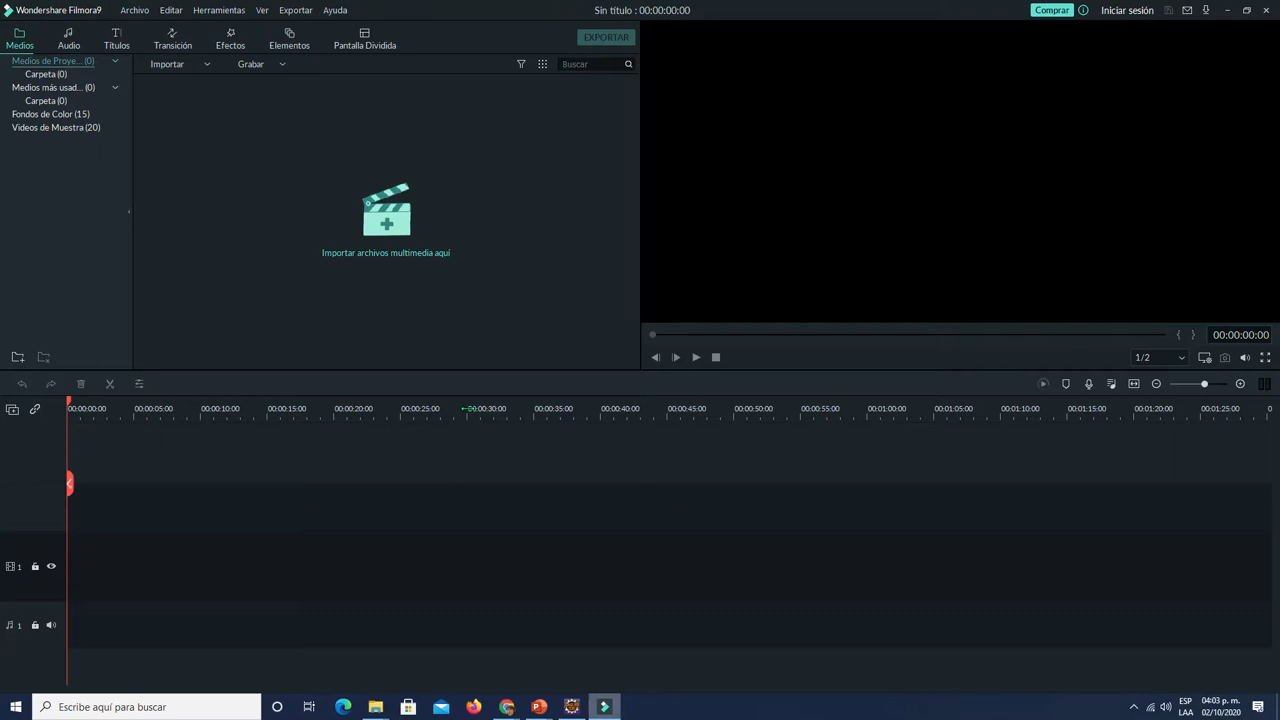 Wondershare Filmora9 Archivo Editar Herramientas Ver Exportar Ayuda Sin título : 00:00:00:00 Comprar Iniciar sesión
Medios Audio Títulos Transición Efectos Elementos Pantalla Dividida EXPORTAR
Medios de Proye... (0)
Carpeta (0)
Medios más usad... (0)
Carpeta (0)
Fondos de Color (15)
Videos de Muestra (20)
Importar Grabar Buscar
Importar archivos multimedia aquí
00:00:00:00
1/2
00:00:00:00 00:00:05:00 00:00:10:00 00:00:15:00 00:00:20:00 00:00:25:00 00:00:30:00 00:00:35:00 00:00:40:00 00:00:45:00 00:00:50:00 00:00:55:00 00:01:00:00 00:01:05:00 00:01:10:00 00:01:15:00 00:01:20:00 00:01:25:00 0
1
1
Escribe aquí para buscar
ESP
LAA
04:03 p. m.
02/10/2020